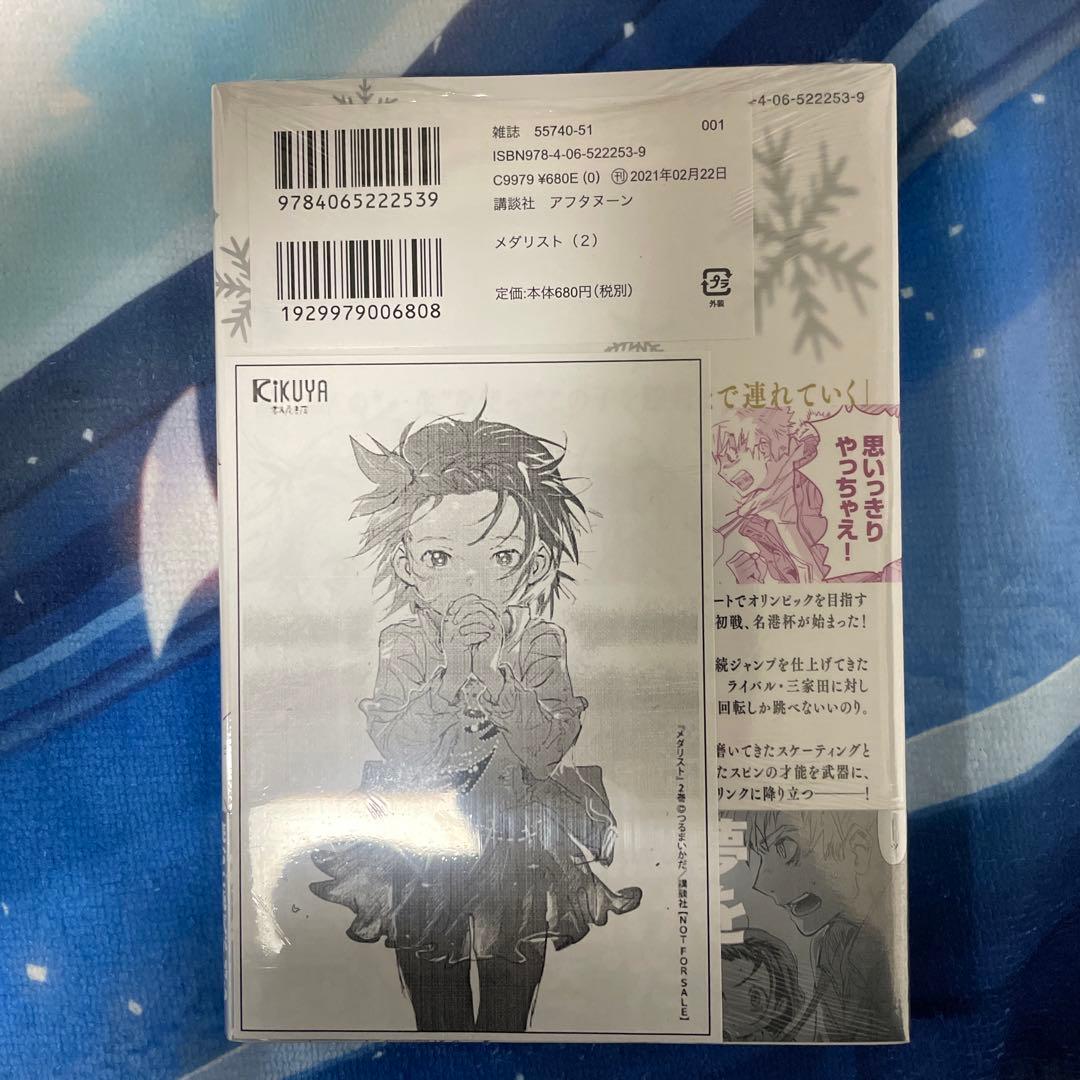 -4-06-522253-9
雑誌 55740-51 001
ISBN978-4-06-522253-9
C9979 ¥680E (0) ㊊2021年02月22日
講談社 アフタヌーン
メダリスト(2)
定価:本体680円(税別)
プラ
外装
9784065222539
1929979006808
KiKUYA
で連れていく」
思いっきり
やっちゃえ!
ートでオリンピックを目指す
初戦、名港杯が始まった!
続ジャンプを仕上げてきた
ライバル・三家田に対し
回転しか跳べないいのり。
磨いてきたスケーティングと
たスピンの才能を武器に、
リンクに降り立つ――!
『メダリスト』2巻©つるまいかだ/講談社【NOT FOR SALE】